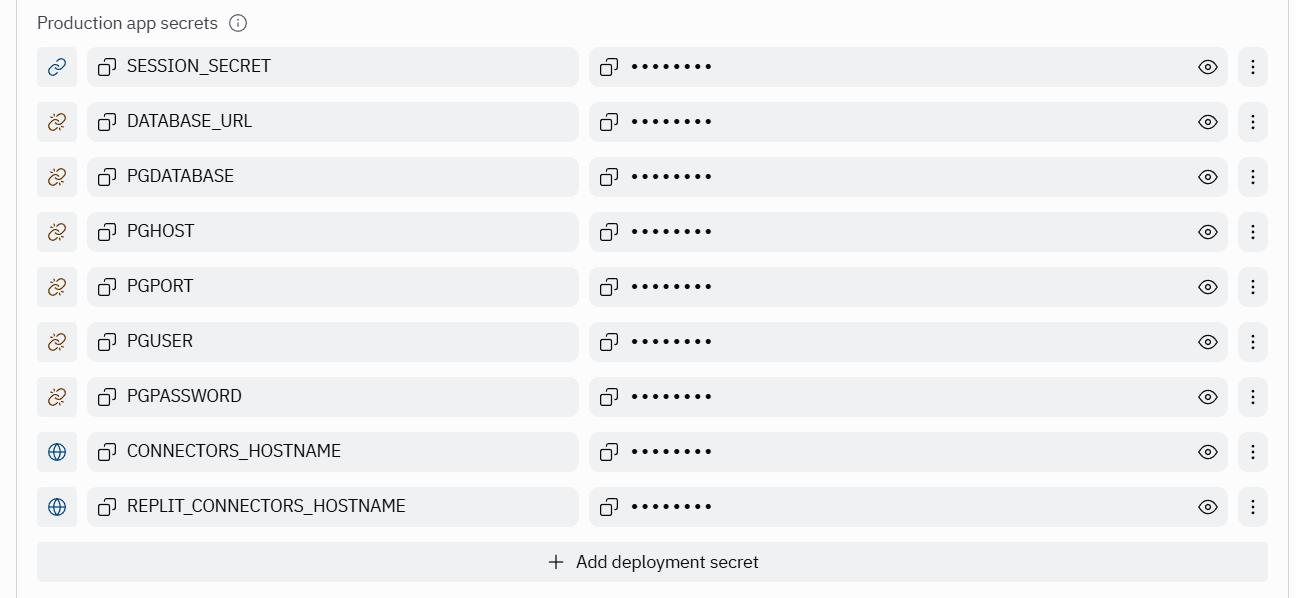 Production app secrets
SESSION_SECRET ••••••••
DATABASE_URL ••••••••
PGDATABASE ••••••••
PGHOST ••••••••
PGPORT ••••••••
PGUSER ••••••••
PGPASSWORD ••••••••
CONNECTORS_HOSTNAME ••••••••
REPLIT_CONNECTORS_HOSTNAME ••••••••
Add deployment secret